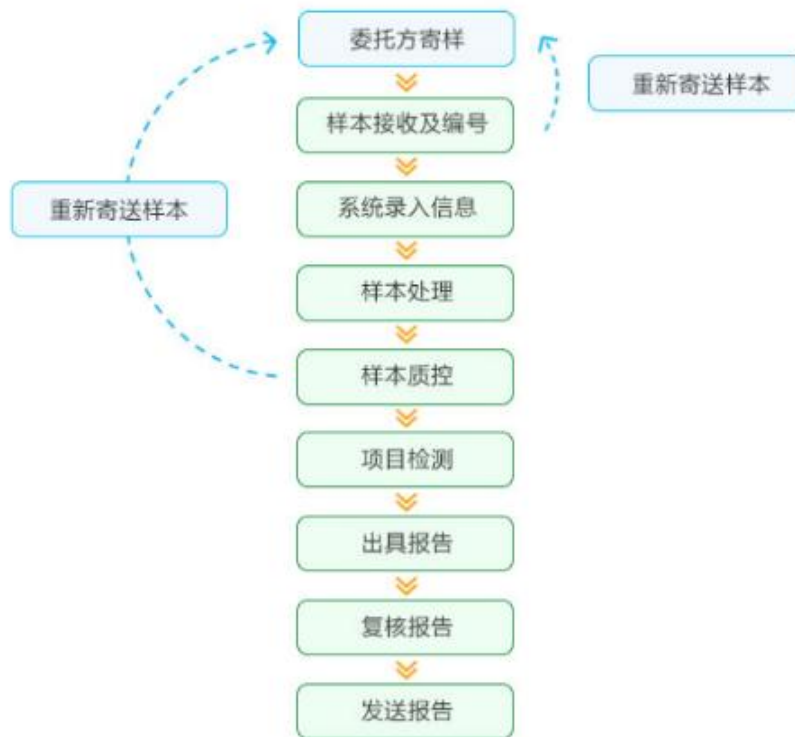 委托方寄样
重新寄送样本
样本接收及编号
重新寄送样本
系统录入信息
样本处理
样本质控
项目检测
出具报告
复核报告
发送报告